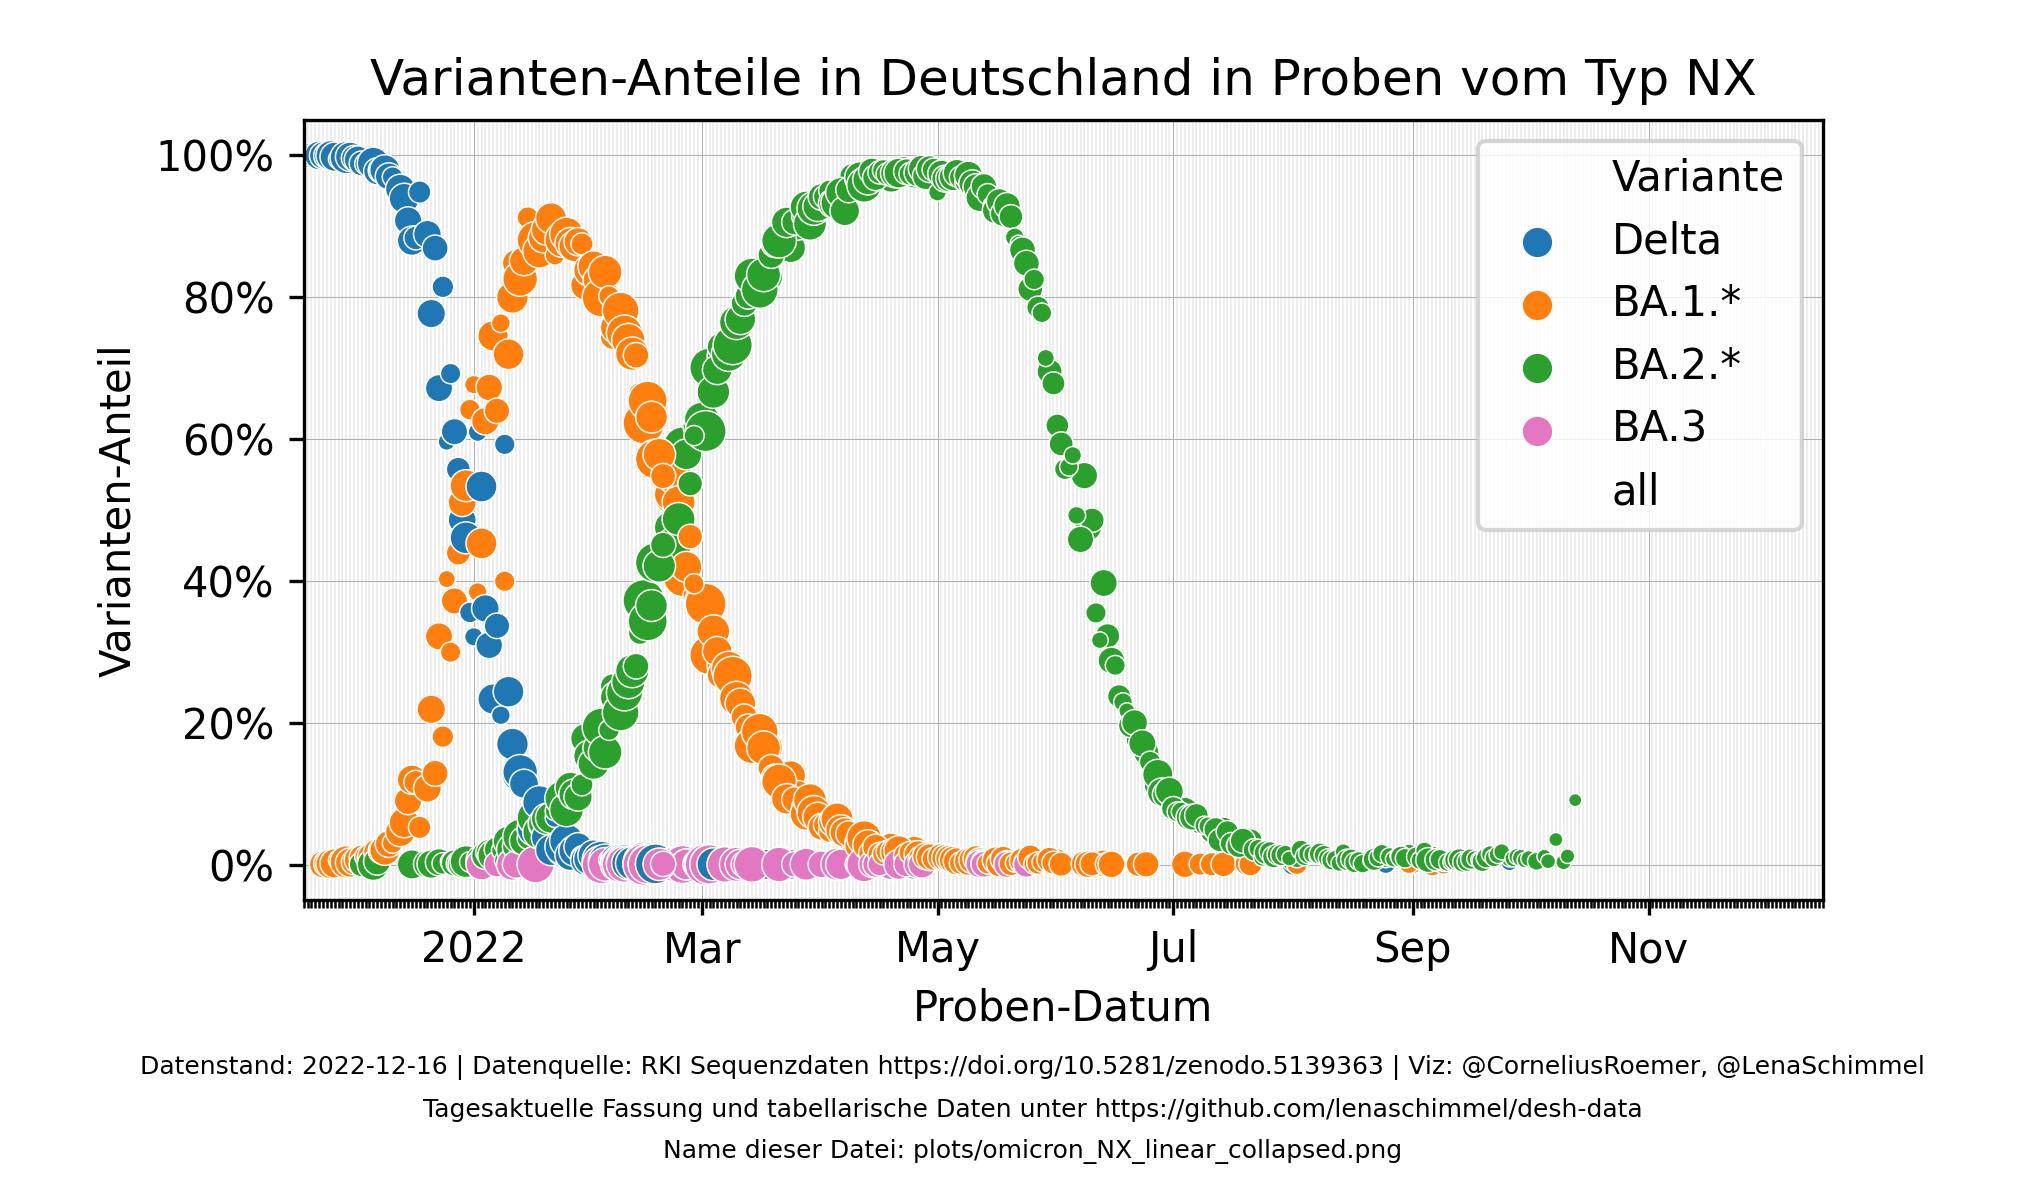 Varianten-Anteile in Deutschland in Proben vom Typ NX
Varianten-Anteil
100%
80%
60%
40%
20%
0%
Variante
Delta
BA.1.*
BA.2.*
BA.3
all
2022
Mar
May
Jul
Sep
Nov
Proben-Datum
Datenstand: 2022-12-16 | Datenquelle: RKI Sequenzdaten https://doi.org/10.5281/zenodo.5139363 | Viz: @CorneliusRoemer, @LenaSchimmel
Tagesaktuelle Fassung und tabellarische Daten unter https://github.com/lenaschimmel/desh-data
Name dieser Datei: plots/omicron_NX_linear_collapsed.png